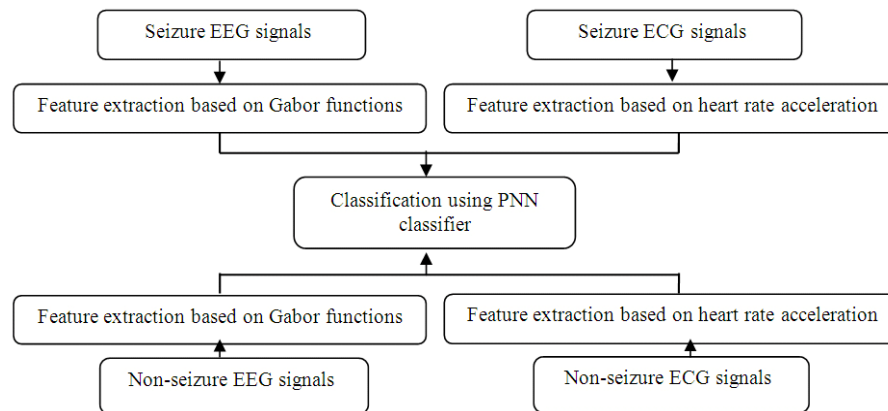 Seizure EEG signals
Seizure ECG signals
Feature extraction based on Gabor functions
Feature extraction based on heart rate acceleration
Classification using PNN
classifier
Feature extraction based on Gabor functions
Feature extraction based on heart rate acceleration
Non-seizure EEG signals
Non-seizure ECG signals